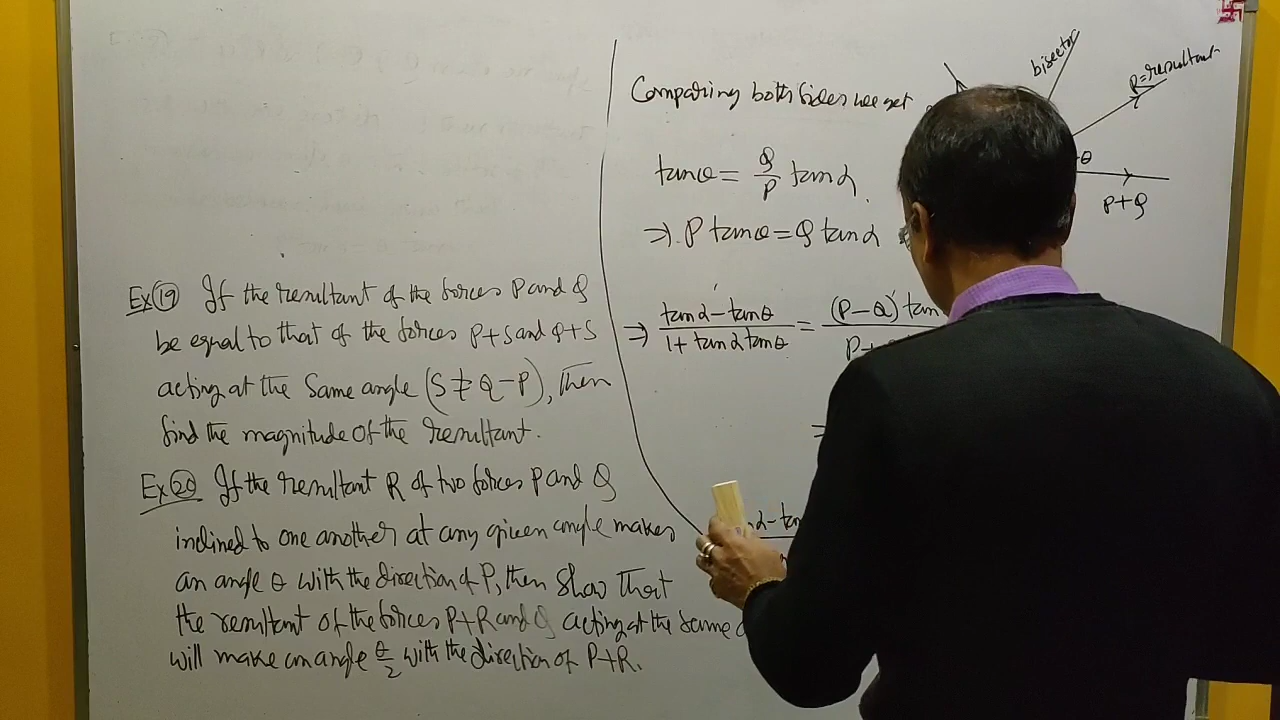 Ex(19) If the resultant of the forces P and Q
be equal to that of the forces P+S and Q+S
acting at the same angle (S ≠ Q-P), then
find the magnitude of the resultant.
Ex(20) If the resultant R of two forces P and Q
inclined to one another at any given angle makes
an angle θ with the direction of P, then show that
the resultant of the forces P+R and Q acting at the same
will make an angle θ/2 with the direction of P+R.
Comparing both sides we get
tanθ = Q/P tanα
⇒ P tanθ = Q tanα
⇒ (tanα - tanθ)/(1 + tanα tanθ) = (P-Q) tan
⇒
α - tan
bisector
R=resultant
θ
P+Q